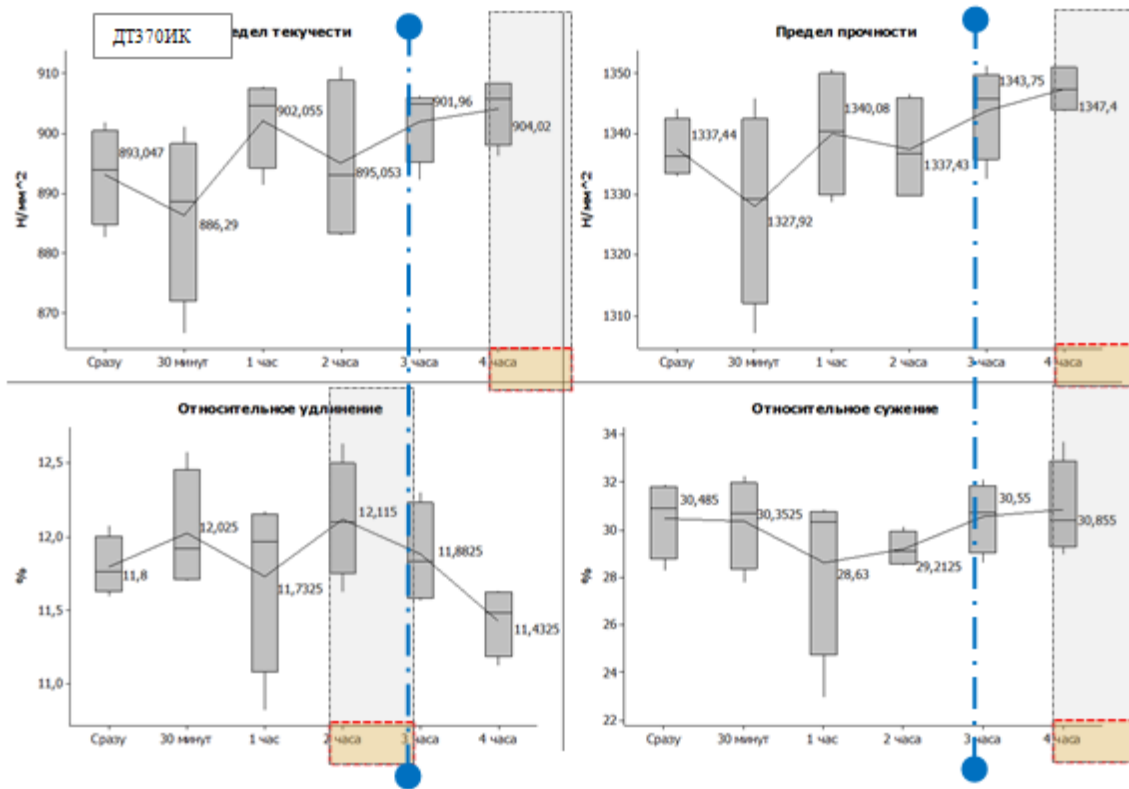 ДТ370ИК
едел текучести
Н/мм^2
910
900
890
880
870
893,047
886,29
902,055
895,053
901,96
904,02
Сразу
30 минут
1 час
2 часа
3 часа
4 часа
Предел прочности
Н/мм^2
1350
1340
1330
1320
1310
1337,44
1327,92
1340,08
1337,43
1343,75
1347,4
Сразу
30 минут
1 час
2 часа
3 часа
4 часа
Относительное удлинение
%
12,5
12,0
11,5
11,0
11,8
12,025
11,7325
12,115
11,8825
11,4325
Сразу
30 минут
1 час
2 часа
3 часа
4 часа
Относительное сужение
%
34
32
30
28
26
24
22
30,485
30,3525
28,63
29,2125
30,55
30,855
Сразу
30 минут
1 час
2 часа
3 часа
4 часа